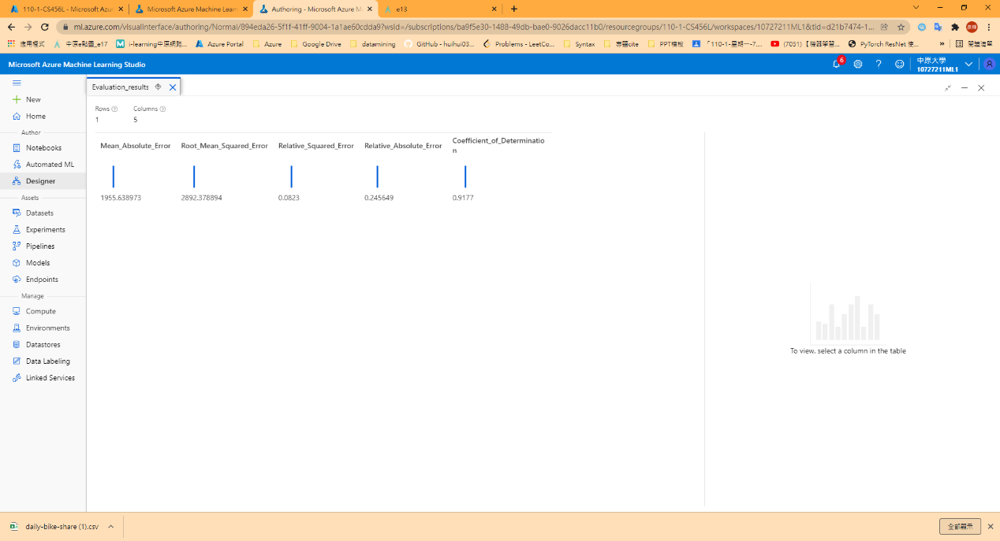 110-1-CS456L - Microsoft Azur
Microsoft Azure Machine Learn
Authoring - Microsoft Azure M
e13
ml.azure.com/visualinterface/authoring/Normal/894eda26-5f1f-41ff-9004-1a1ae60cdda9?wsid=/subscriptions/ba9f5e30-1488-49db-bae0-9026dacc11b0/resourcegroups/110-1-CS456L/workspaces/10727211ML1&tid=d21b7474-1...
應用程式
中原e點靈_e17
i-learning中原網路...
Azure Portal
Azure
Google Drive
datamining
GitHub - huihui03...
Problems - LeetCo...
Syntax
專題cite
PPT模板
「110-1-星期一-7....
(7051)【機器學習...
PyTorch ResNet 使...
»
閱讀清單
Microsoft Azure Machine Learning Studio
6
中原大學
10727211ML1
New
Home
Author
Notebooks
Automated ML
Designer
Assets
Datasets
Experiments
Pipelines
Models
Endpoints
Manage
Compute
Environments
Datastores
Data Labeling
Linked Services
Evaluation_results
Rows Columns
1 5
Mean_Absolute_Error Root_Mean_Squared_Error Relative_Squared_Error Relative_Absolute_Error Coefficient_of_Determinatio
n
1955.638973 2892.378894 0.0823 0.245649 0.9177
To view, select a column in the table
daily-bike-share (1).csv
全部顯示